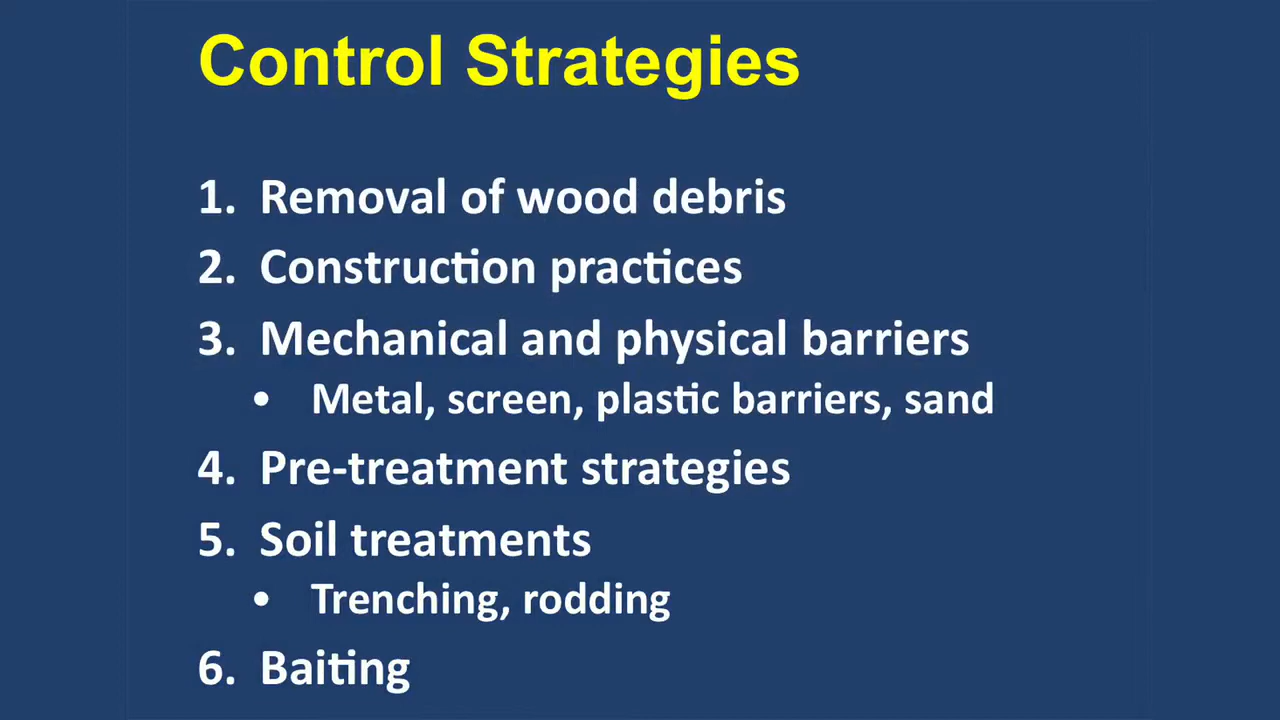 Control Strategies
1. Removal of wood debris
2. Construction practices
3. Mechanical and physical barriers
• Metal, screen, plastic barriers, sand
4. Pre-treatment strategies
5. Soil treatments
• Trenching, rodding
6. Baiting